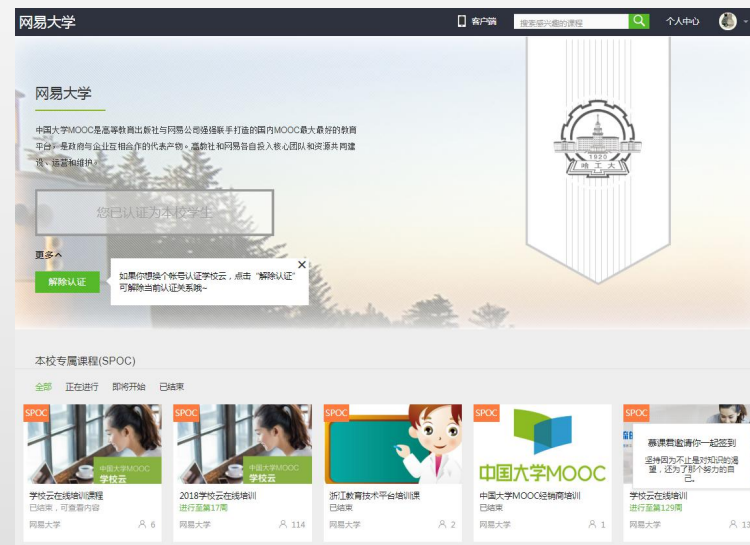 网易大学
客户端
搜索感兴趣的课程
个人中心
网易大学
中国大学MOOC是高等教育出版社与网易公司强强联手打造的国内MOOC最大最好的教育
平台，是政府与企业互相合作的代表产物。高教社和网易各自投入核心团队和资源共同建
设、运营和维护。
1920
哈工大
您已认证为本校学生
更多
解除认证
如果你想换个帐号认证学校云，点击“解除认证”
可解除当前认证关系哦~
本校专属课程(SPOC)
全部 正在进行 即将开始 已结束
SPOC
中国大学MOOC
学校云
学校云在线培训课程
已结束，可查看内容
网易大学 6
SPOC
中国大学MOOC
学校云
2018学校云在线培训
进行至第17周
网易大学 114
SPOC
浙江教育技术平台培训课
已结束
网易大学 2
SPOC
中国大学MOOC
中国大学MOOC经销商培训
已结束
网易大学 1
SPOC
慕课君邀请你一起签到
坚持因为不止是对知识的渴
望，还为了那个努力的自
己。
学校云在线培训
进行至第129周
网易大学 13